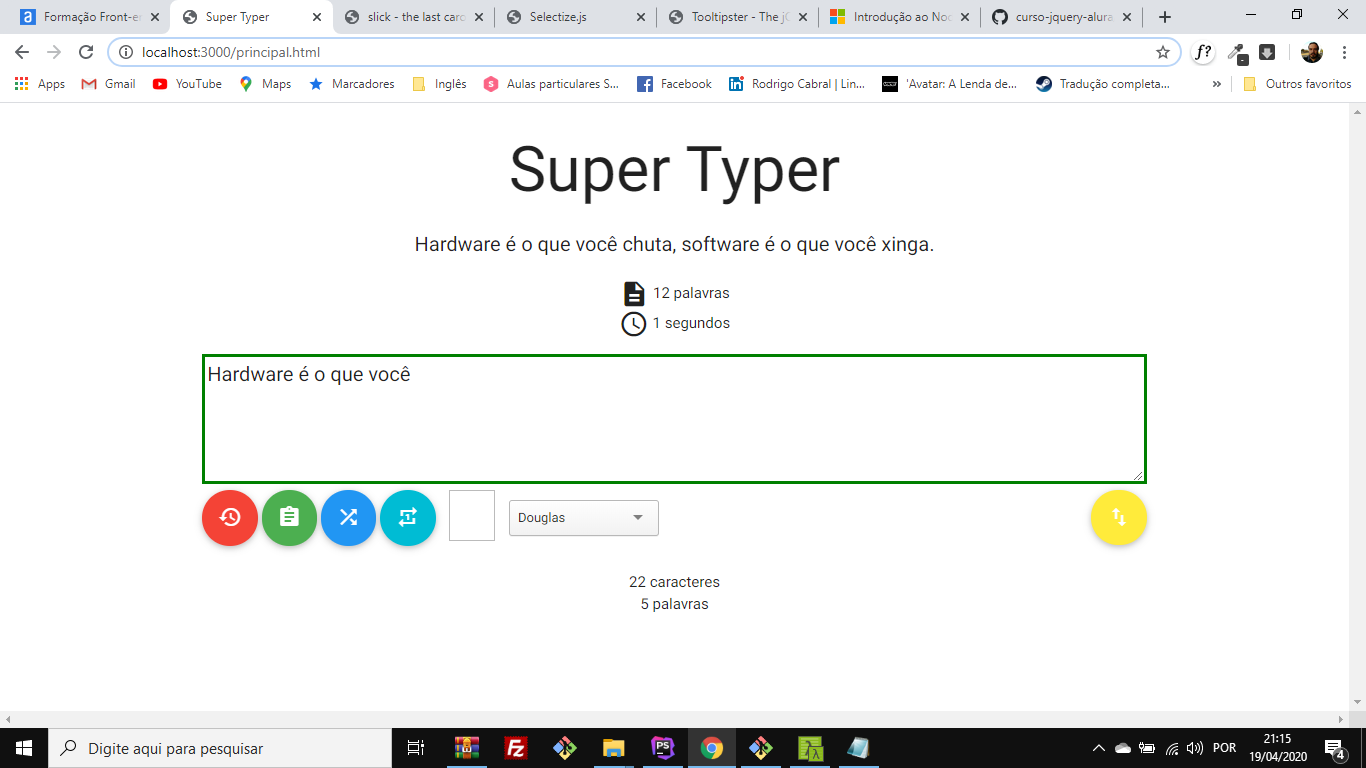 Formação Front-e
Super Typer
slick - the last car
Selectize.js
Tooltipster - The j
Introdução ao No
curso-jquery-alura
localhost:3000/principal.html
f?
Apps
Gmail
YouTube
Maps
Marcadores
Inglês
Aulas particulares S...
Facebook
Rodrigo Cabral | Lin...
'Avatar: A Lenda de...
Tradução completa...
»
Outros favoritos
Super Typer
Hardware é o que você chuta, software é o que você xinga.
12 palavras
1 segundos
Hardware é o que você
Douglas
22 caracteres
5 palavras
Digite aqui para pesquisar
POR
21:15
19/04/2020
4